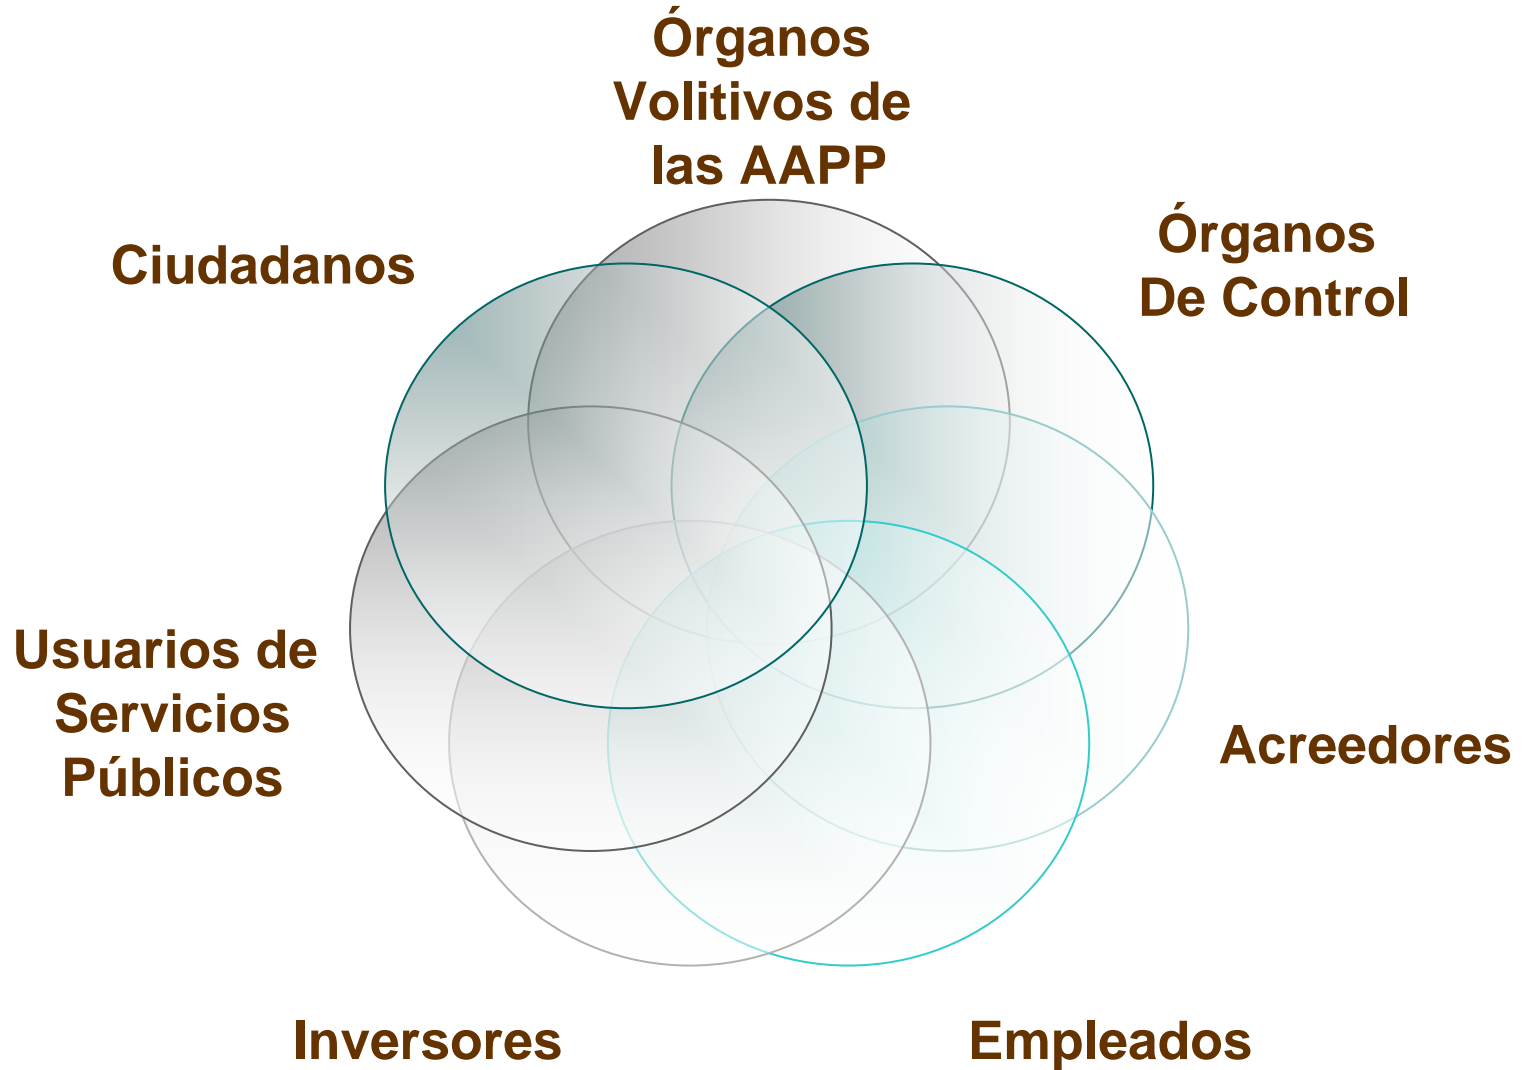 Órganos
Volitivos de
las AAPP
Ciudadanos
Órganos
De Control
Usuarios de
Servicios
Públicos
Acreedores
Inversores
Empleados